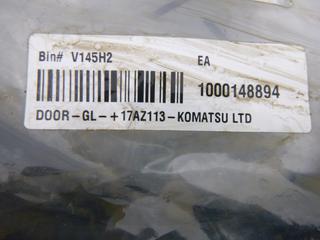 Bin# V145H2 EA
1000148894
DOOR-GL-+17AZ113-KOMATSU LTD